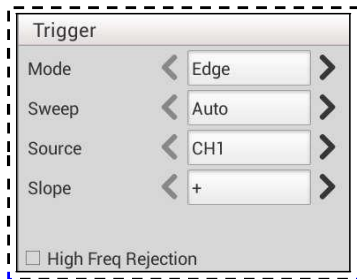 Trigger
Mode Edge
Sweep Auto
Source CH1
Slope +
High Freq Rejection